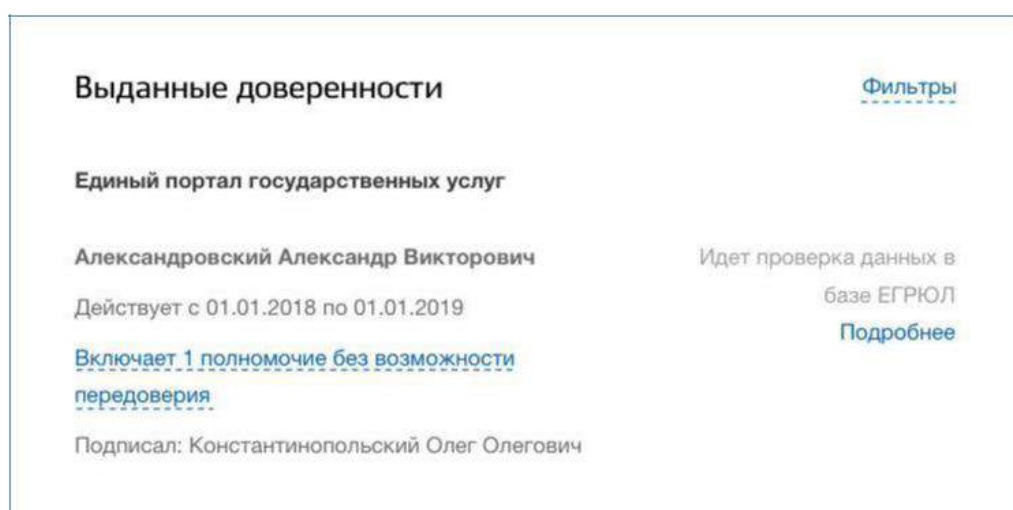 Выданные доверенности
Фильтры
Единый портал государственных услуг
Александровский Александр Викторович
Действует с 01.01.2018 по 01.01.2019
Включает 1 полномочие без возможности
передоверия
Подписал: Константинопольский Олег Олегович
Идет проверка данных в
базе ЕГРЮЛ
Подробнее